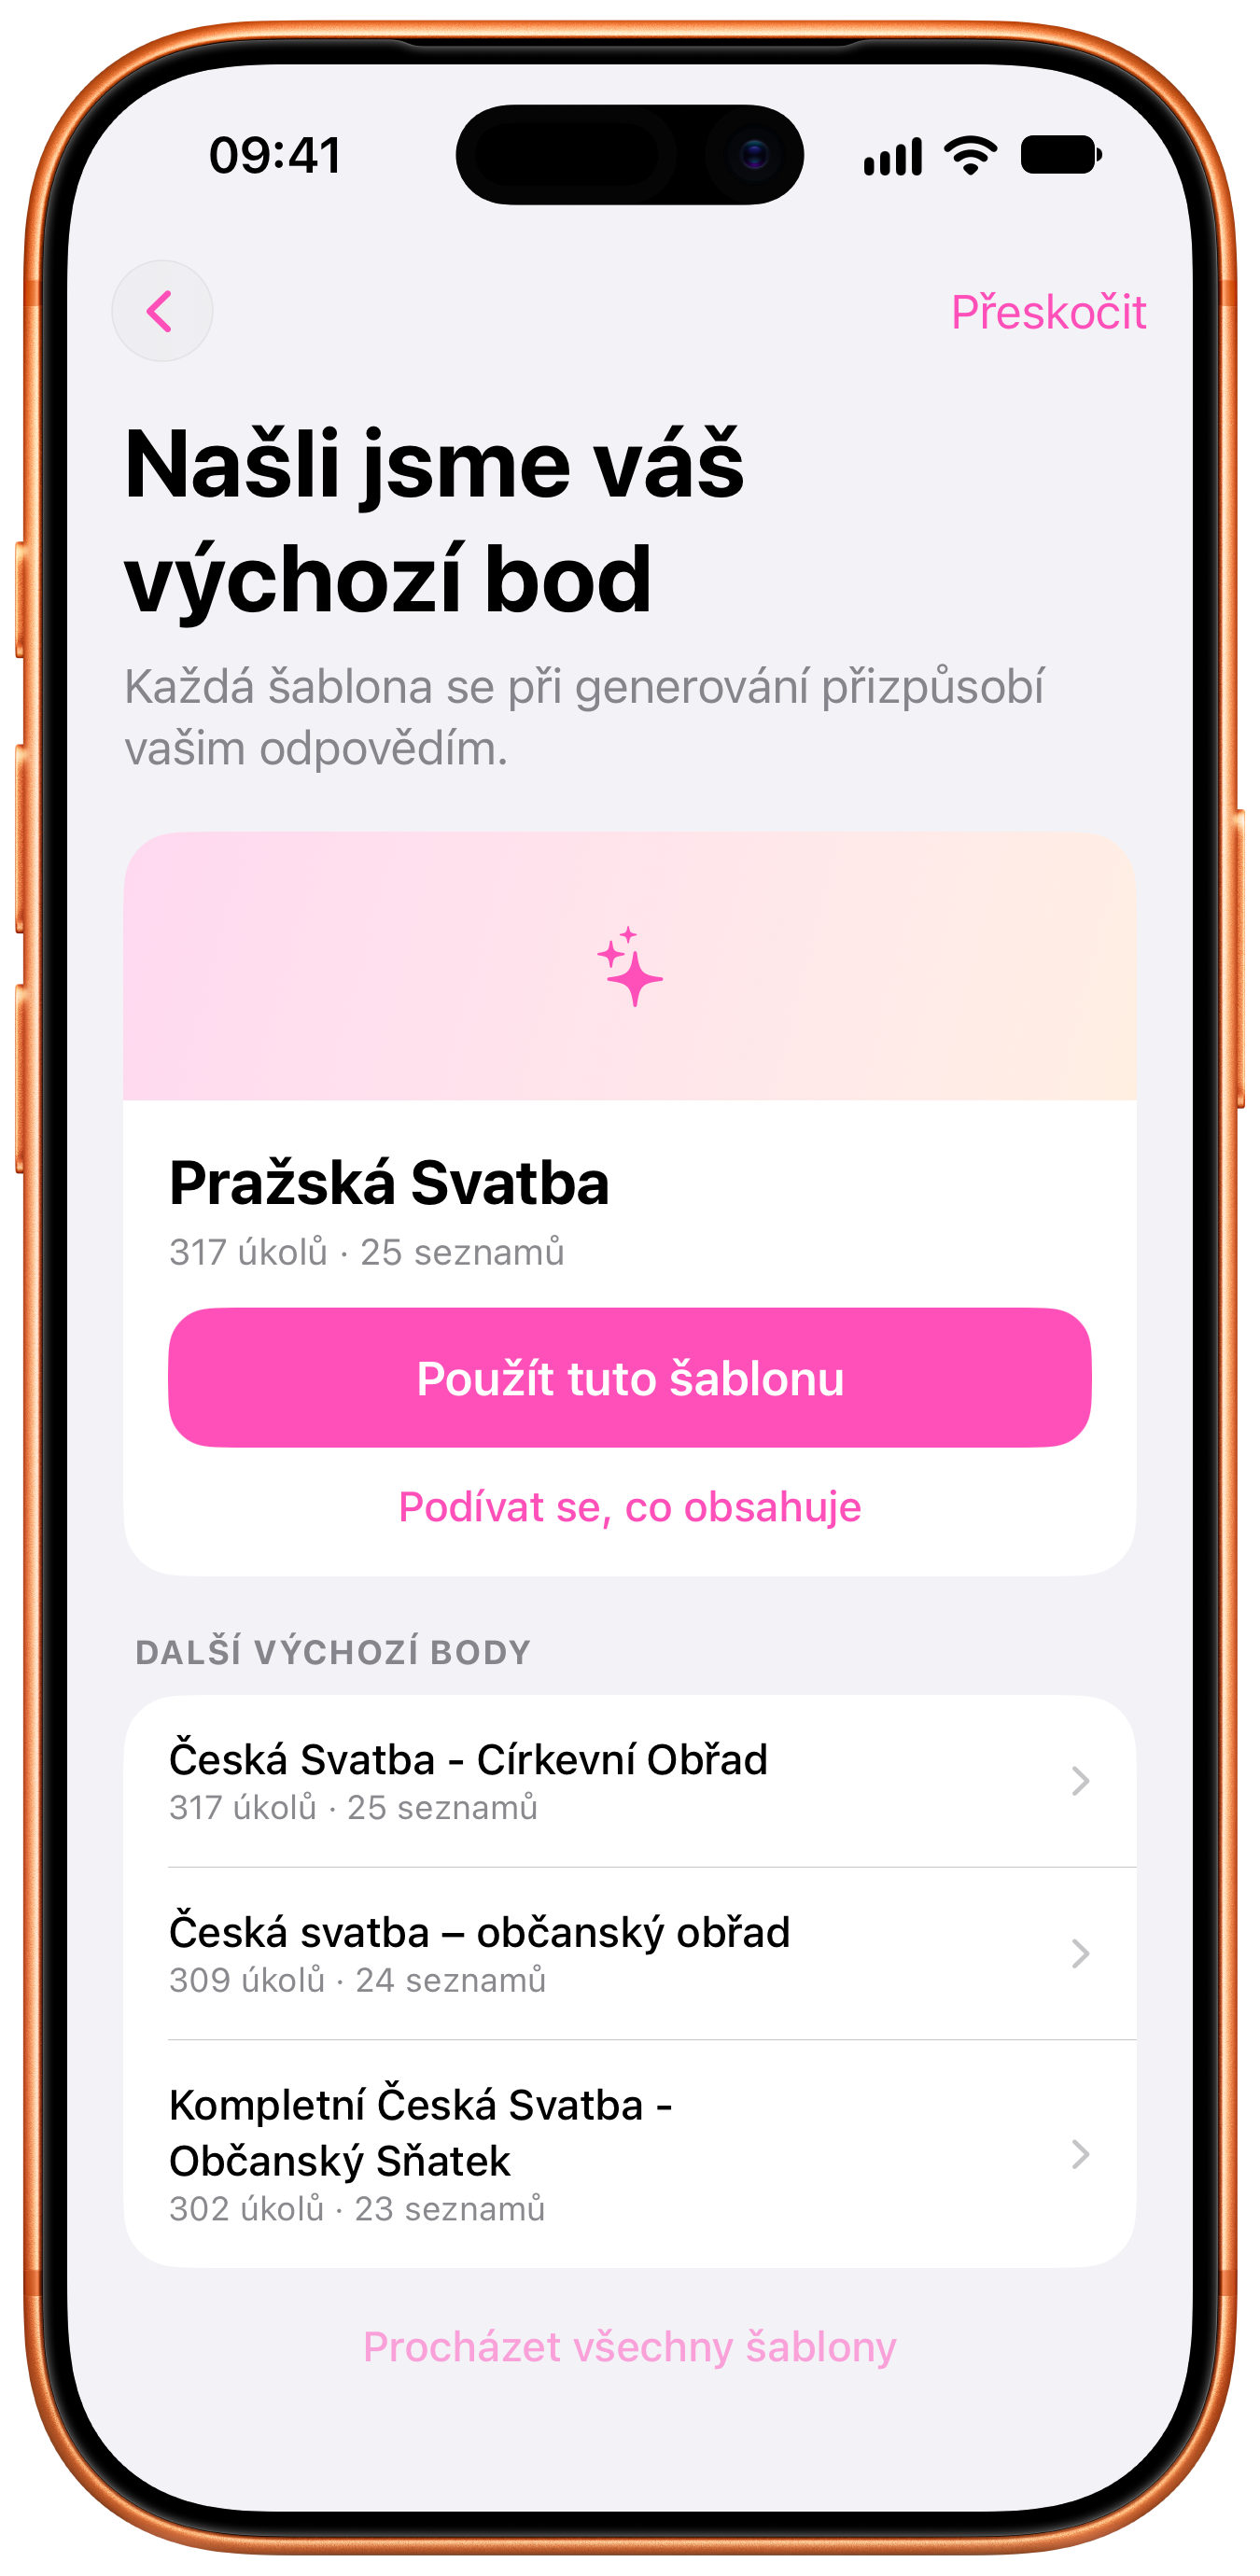 09:41
Přeskočit
Našli jsme váš
výchozí bod
Každá šablona se při generování přizpůsobí
vašim odpovědím.
Pražská Svatba
317 úkolů · 25 seznamů
Použít tuto šablonu
Podívat se, co obsahuje
DALŠÍ VÝCHOZÍ BODY
Česká Svatba - Církevní Obřad
317 úkolů · 25 seznamů
Česká svatba – občanský obřad
309 úkolů · 24 seznamů
Kompletní Česká Svatba -
Občanský Sňatek
302 úkolů · 23 seznamů
Procházet všechny šablony